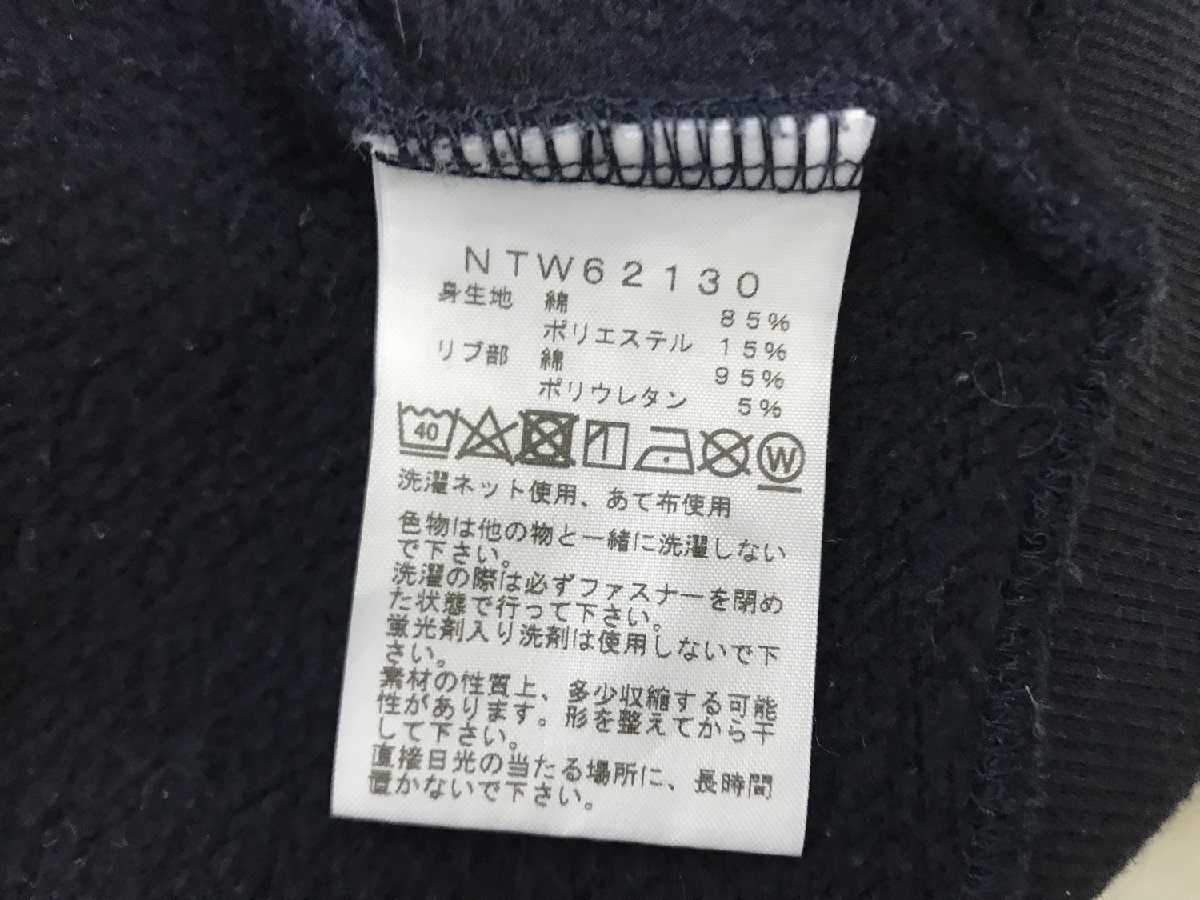 NTW62130
身生地 綿 85%
ポリエステル 15%
リブ部 綿 95%
ポリウレタン 5%
40 W
洗濯ネット使用、あて布使用
色物は他の物と一緒に洗濯しない
で下さい。
洗濯の際は必ずファスナーを閉め
た状態で行って下さい。
蛍光剤入り洗剤は使用しないで下
さい。
素材の性質上、多少収縮する可能
性があります。形を整えてから干
して下さい。
直接日光の当たる場所に、長時間
置かないで下さい。